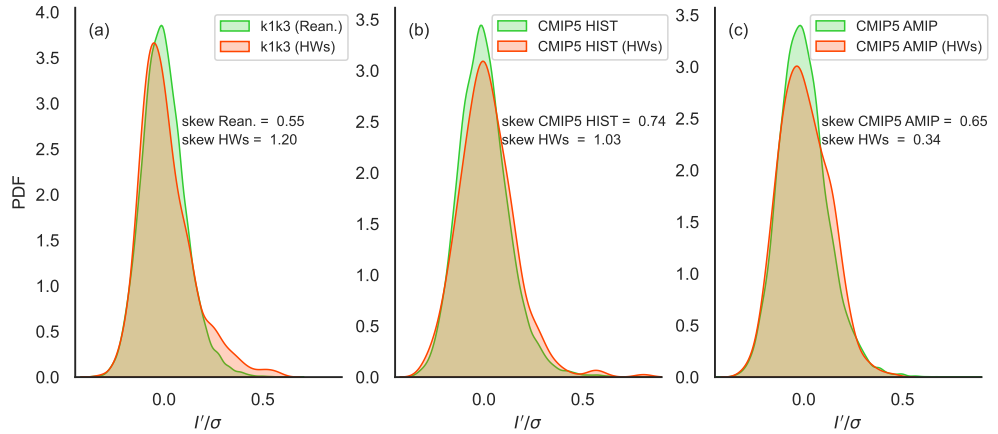 (a)
k1k3 (Rean.)
k1k3 (HWs)
skew Rean. = 0.55
skew HWs = 1.20
PDF
4.0
3.5
3.0
2.5
2.0
1.5
1.0
0.5
0.0
0.0 0.5
I′/σ
(b)
CMIP5 HIST
CMIP5 HIST (HWs)
skew CMIP5 HIST = 0.74
skew HWs = 1.03
3.5
3.0
2.5
2.0
1.5
1.0
0.5
0.0
0.0 0.5
I′/σ
(c)
CMIP5 AMIP
CMIP5 AMIP (HWs)
skew CMIP5 AMIP = 0.65
skew HWs = 0.34
3.5
3.0
2.5
2.0
1.5
1.0
0.5
0.0
0.0 0.5
I′/σ